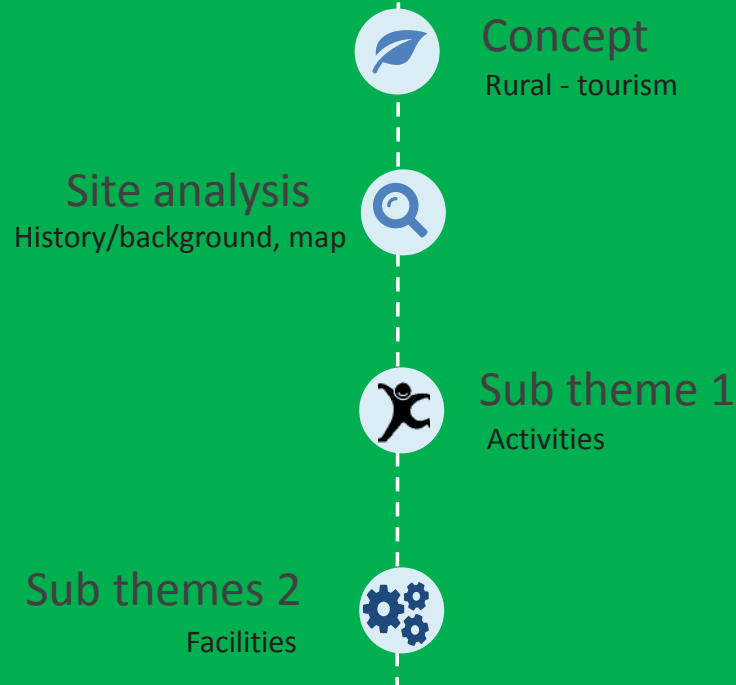 Concept
Rural - tourism
Site analysis
History/background, map
Sub theme 1
Activities
Sub themes 2
Facilities